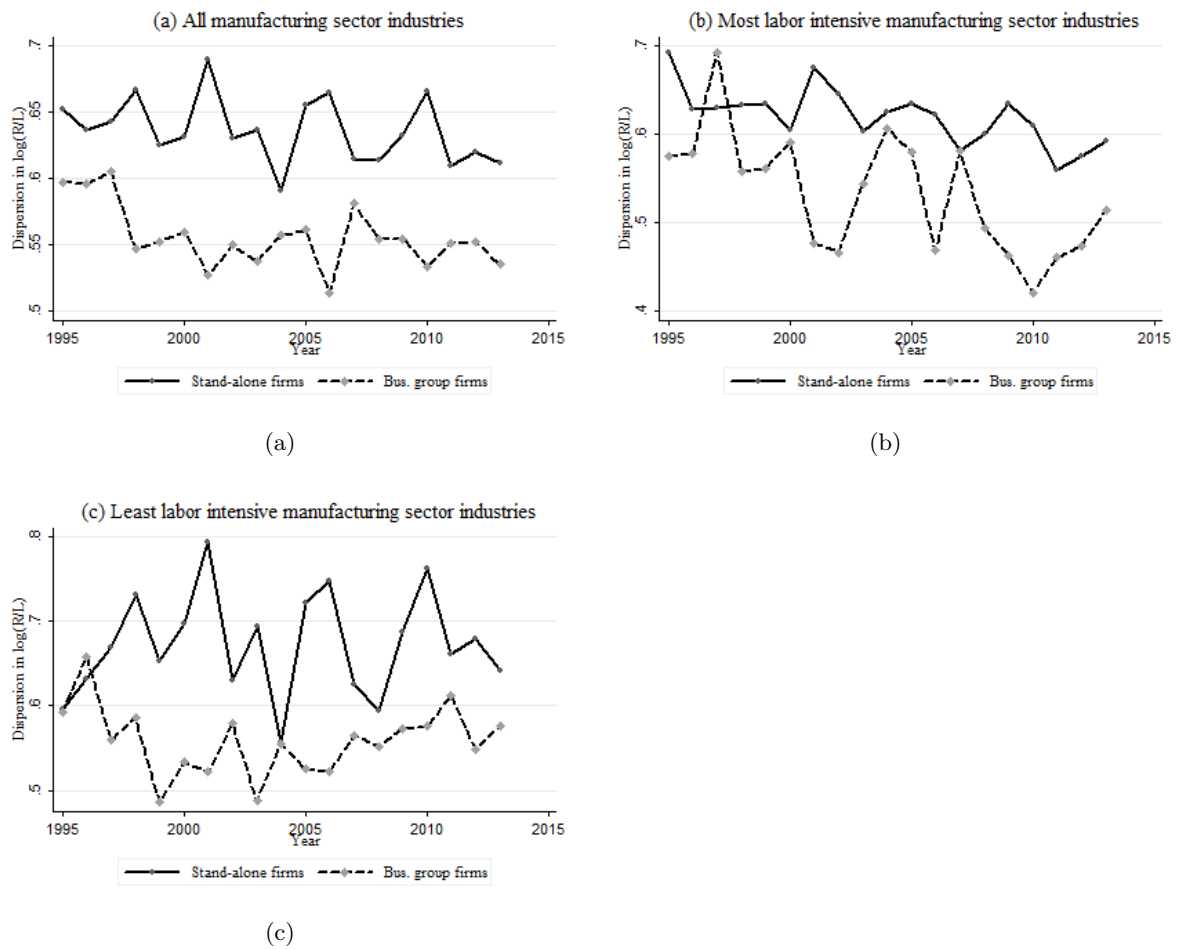 (a) All manufacturing sector industries
Dispersion in log(R/L)
.7
.65
.6
.55
.5
1995 2000 2005 2010 2015
Year
Stand-alone firms Bus. group firms
(a)
(b) Most labor intensive manufacturing sector industries
Dispersion in log(R/L)
.7
.6
.5
.4
1995 2000 2005 2010 2015
Year
Stand-alone firms Bus. group firms
(b)
(c) Least labor intensive manufacturing sector industries
Dispersion in log(R/L)
.8
.7
.6
.5
1995 2000 2005 2010 2015
Year
Stand-alone firms Bus. group firms
(c)